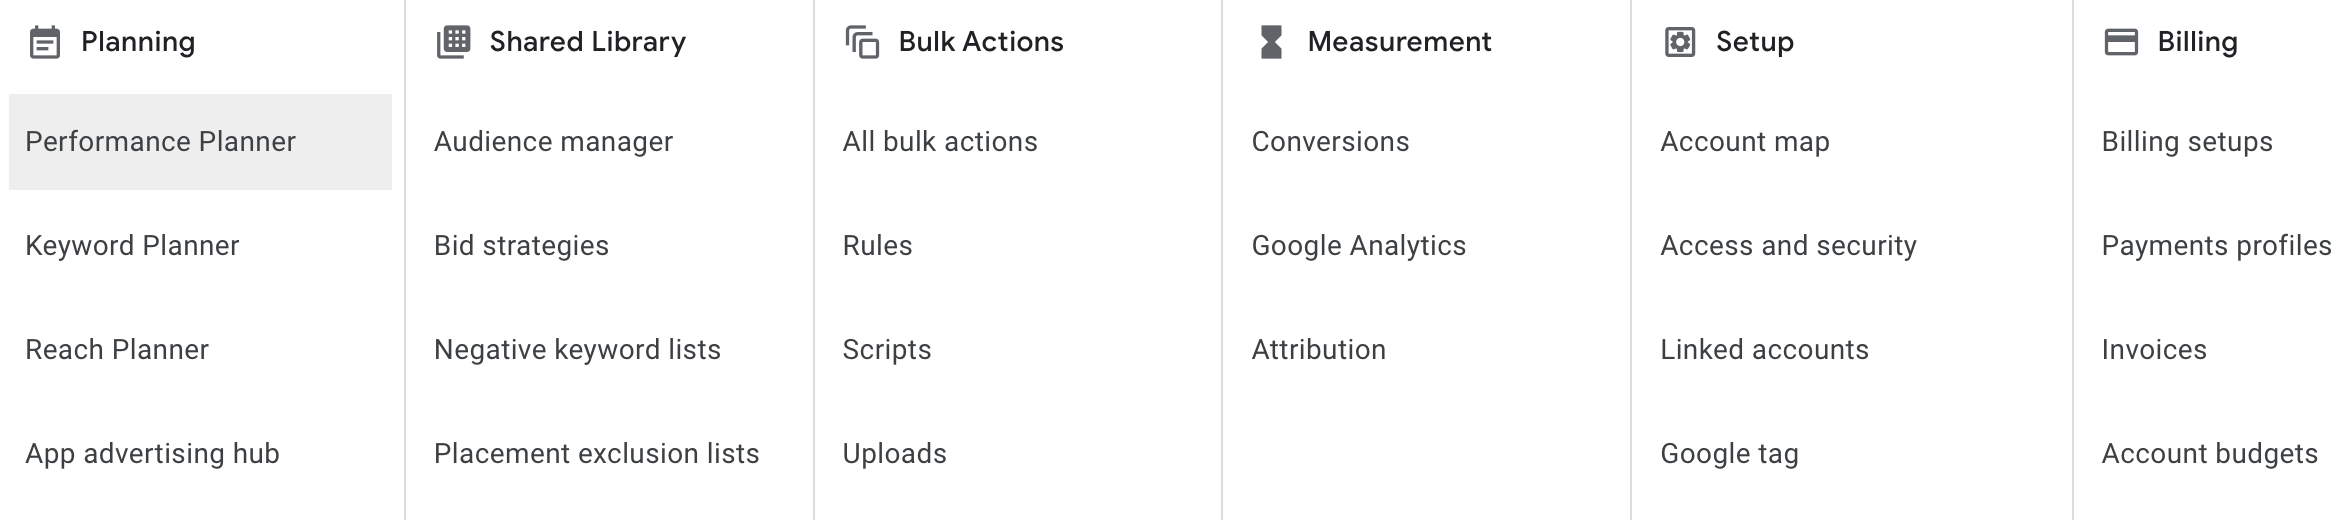 Planning
Performance Planner
Keyword Planner
Reach Planner
App advertising hub
Shared Library
Audience manager
Bid strategies
Negative keyword lists
Placement exclusion lists
Bulk Actions
All bulk actions
Rules
Scripts
Uploads
Measurement
Conversions
Google Analytics
Attribution
Setup
Account map
Access and security
Linked accounts
Google tag
Billing
Billing setups
Payments profiles
Invoices
Account budgets